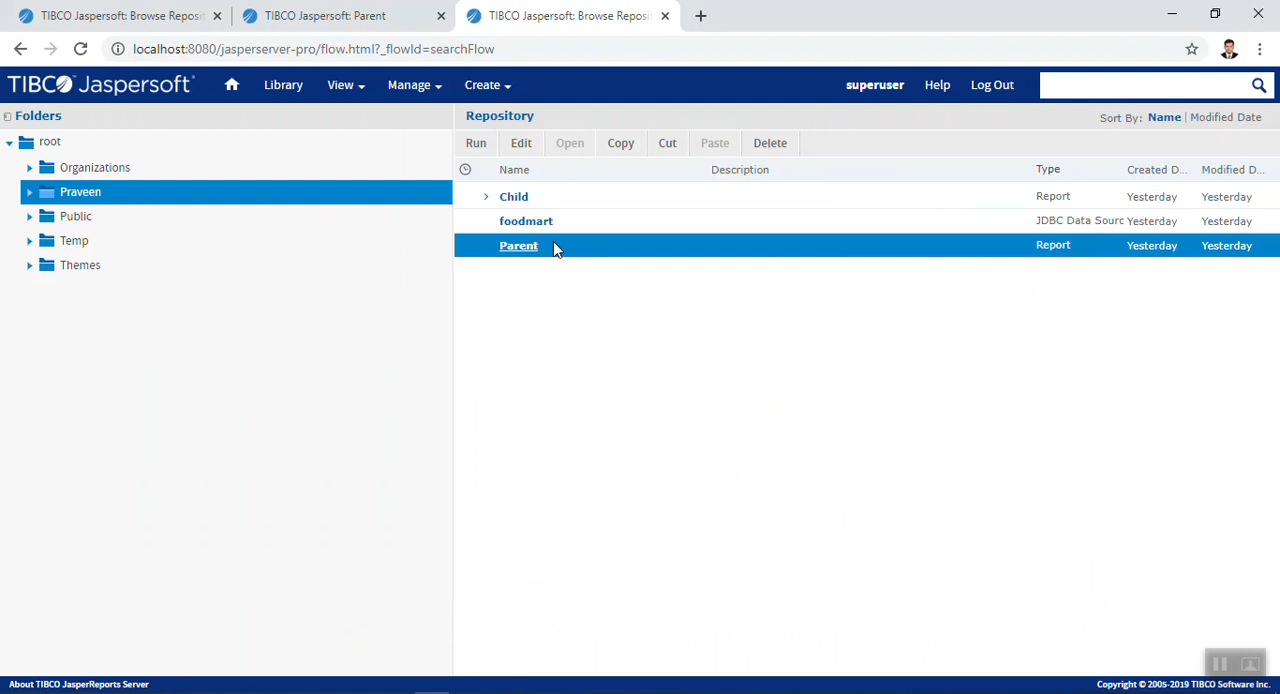 TIBCO Jaspersoft: Browse Reposit
TIBCO Jaspersoft: Parent
TIBCO Jaspersoft: Browse Reposit
localhost:8080/jasperserver-pro/flow.html?_flowId=searchFlow
TIBCO Jaspersoft
Library
View
Manage
Create
superuser
Help
Log Out
Folders
root
Organizations
Praveen
Public
Temp
Themes
Repository
Sort By: Name | Modified Date
Run
Edit
Open
Copy
Cut
Paste
Delete
Name Description Type Created D... Modified D...
Child Report Yesterday Yesterday
foodmart JDBC Data Sourc Yesterday Yesterday
Parent Report Yesterday Yesterday
About TIBCO JasperReports Server
Copyright © 2005-2019 TIBCO Software Inc.